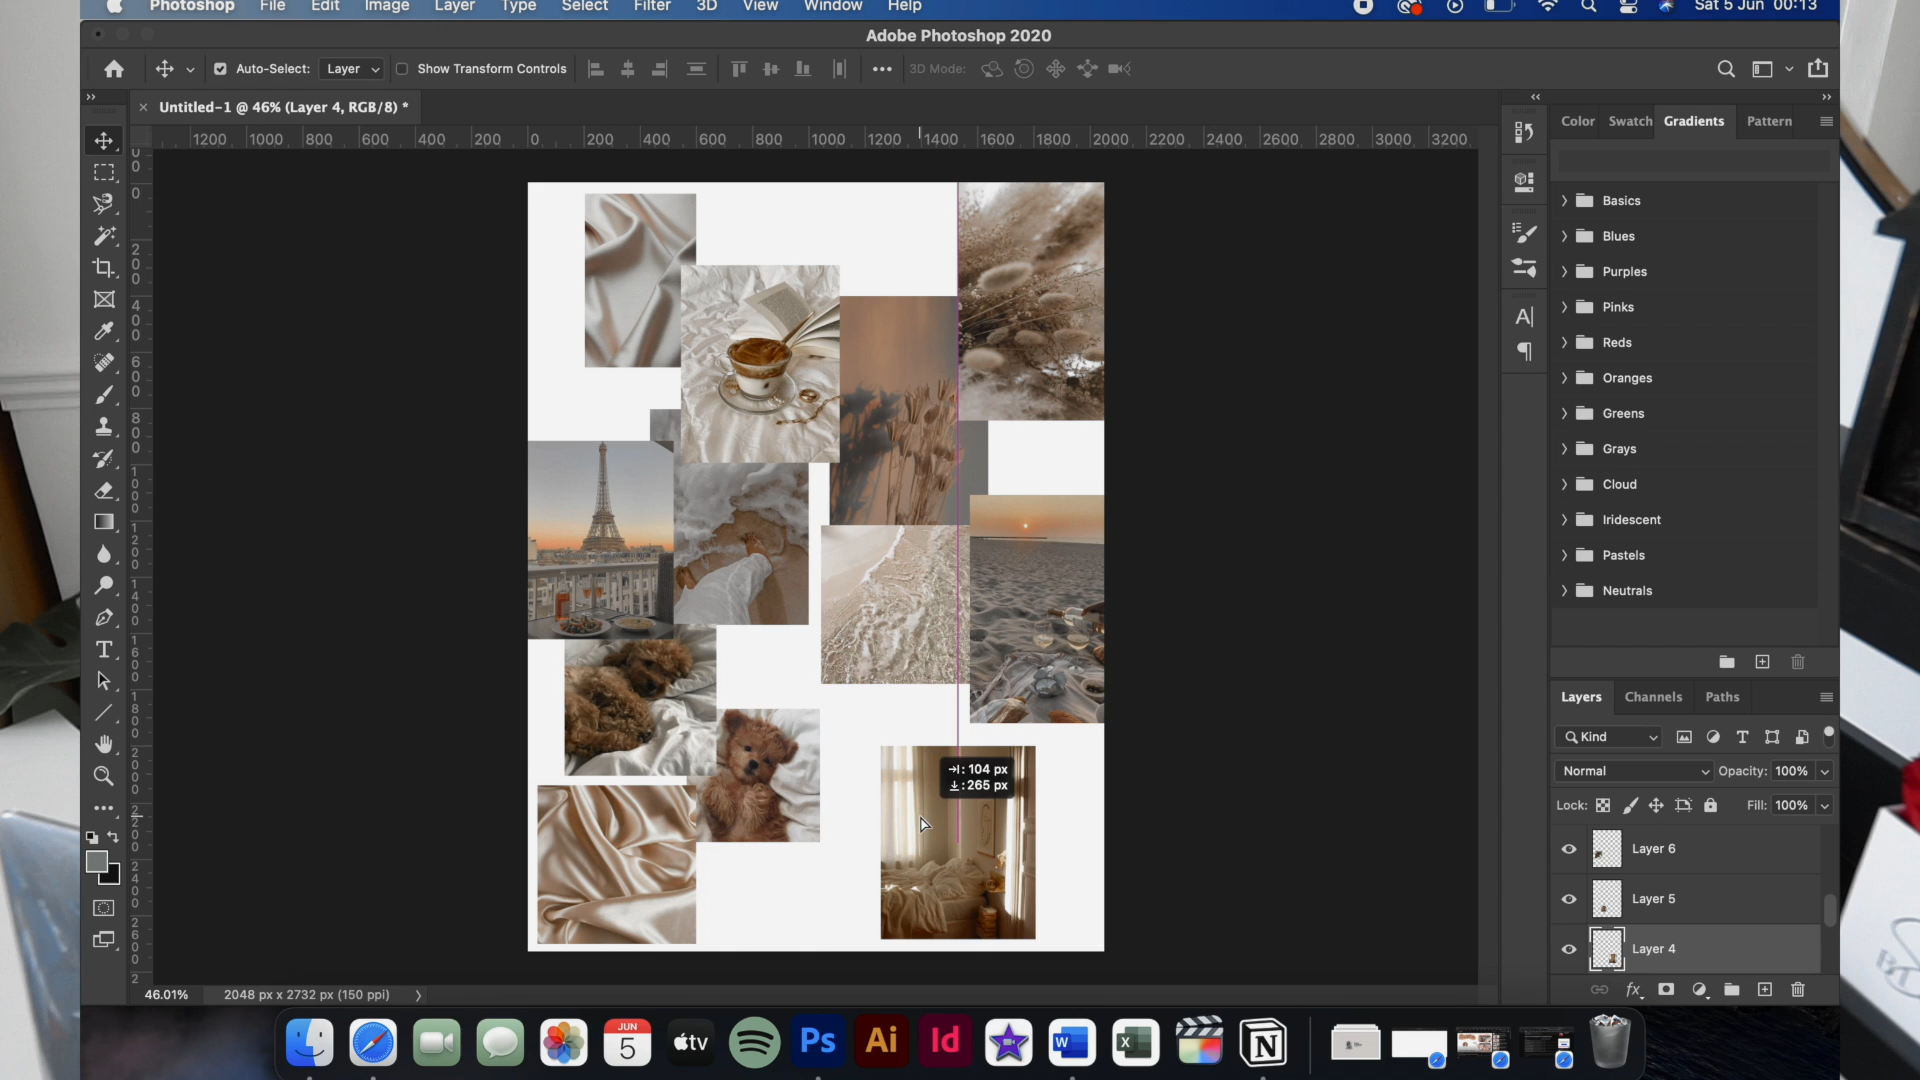 Photoshop File Edit Image Layer Type Select Filter 3D View Window Help Sat 5 Jun 00:13
Adobe Photoshop 2020
Auto-Select: Layer Show Transform Controls 3D Mode:
Untitled-1 @ 46% (Layer 4, RGB/8) *
1200 1000 800 600 400 200 0 200 400 600 800 1000 1200 1400 1600 1800 2000 2200 2400 2600 2800 3000 3200
Color Swatch Gradients Pattern
Basics
Blues
Purples
Pinks
Reds
Oranges
Greens
Grays
Cloud
Iridescent
Pastels
Neutrals
: 104 px
: 265 px
Layers Channels Paths
Kind
Normal Opacity: 100%
Lock: Fill: 100%
Layer 6
Layer 5
Layer 4
46.01% 2048 px x 2732 px (150 ppi)
JUN
5
tv
Ps
Ai
Id
W
X
N